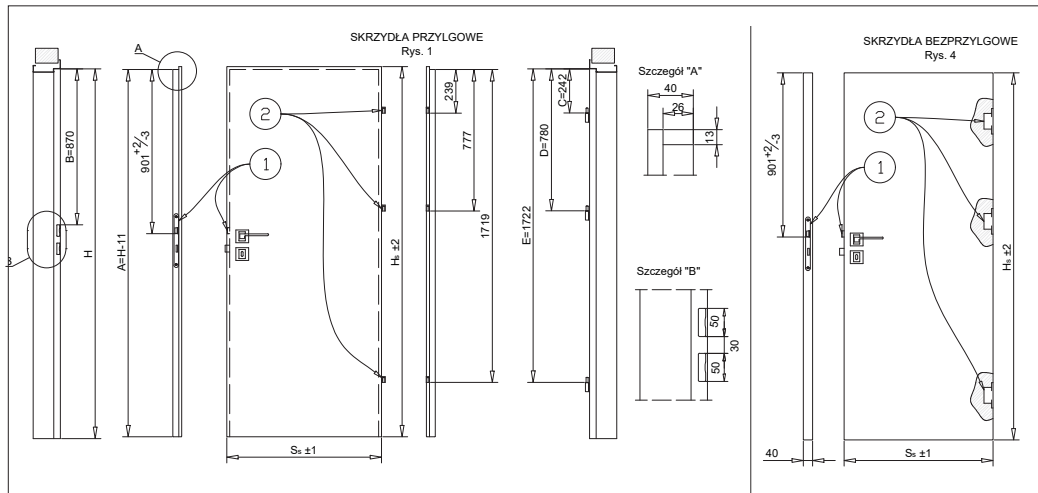 SKRZYDŁA PRZYLGOWE
Rys. 1
A
B=870
H
A=H-11
901 +2/-3
2
1
Hs ±2
Ss ±1
239
777
1719
C=242
D=780
E=1722
Szczegół "A"
40
26
13
Szczegół "B"
50
30
50
SKRZYDŁA BEZPRZYLGOWE
Rys. 4
901 +2/-3
2
1
Hs ±2
40
Ss ±1